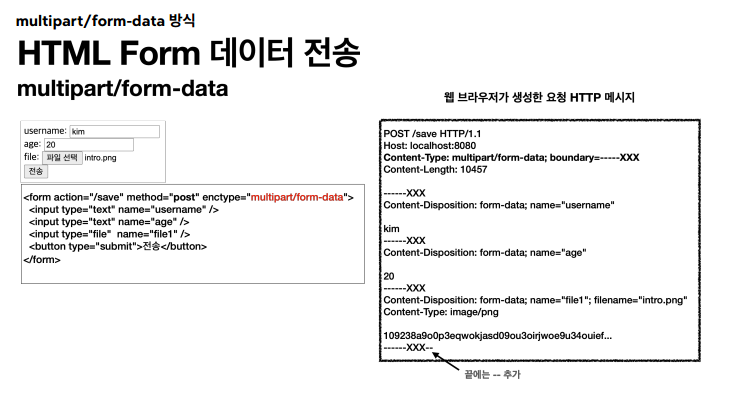 multipart/form-data 방식
HTML Form 데이터 전송
multipart/form-data
username: kim
age: 20
file: 파일 선택 intro.png
전송
<form action="/save" method="post" enctype="multipart/form-data">
<input type="text" name="username" />
<input type="text" name="age" />
<input type="file" name="file1" />
<button type="submit">전송</button>
</form>
웹 브라우저가 생성한 요청 HTTP 메시지
POST /save HTTP/1.1
Host: localhost:8080
Content-Type: multipart/form-data; boundary=-----XXX
Content-Length: 10457
------XXX
Content-Disposition: form-data; name="username"
kim
------XXX
Content-Disposition: form-data; name="age"
20
------XXX
Content-Disposition: form-data; name="file1"; filename="intro.png"
Content-Type: image/png
109238a9o0p3eqwokjasd09ou3oirjwoe9u34ouief...
------XXX--
끝에는 -- 추가